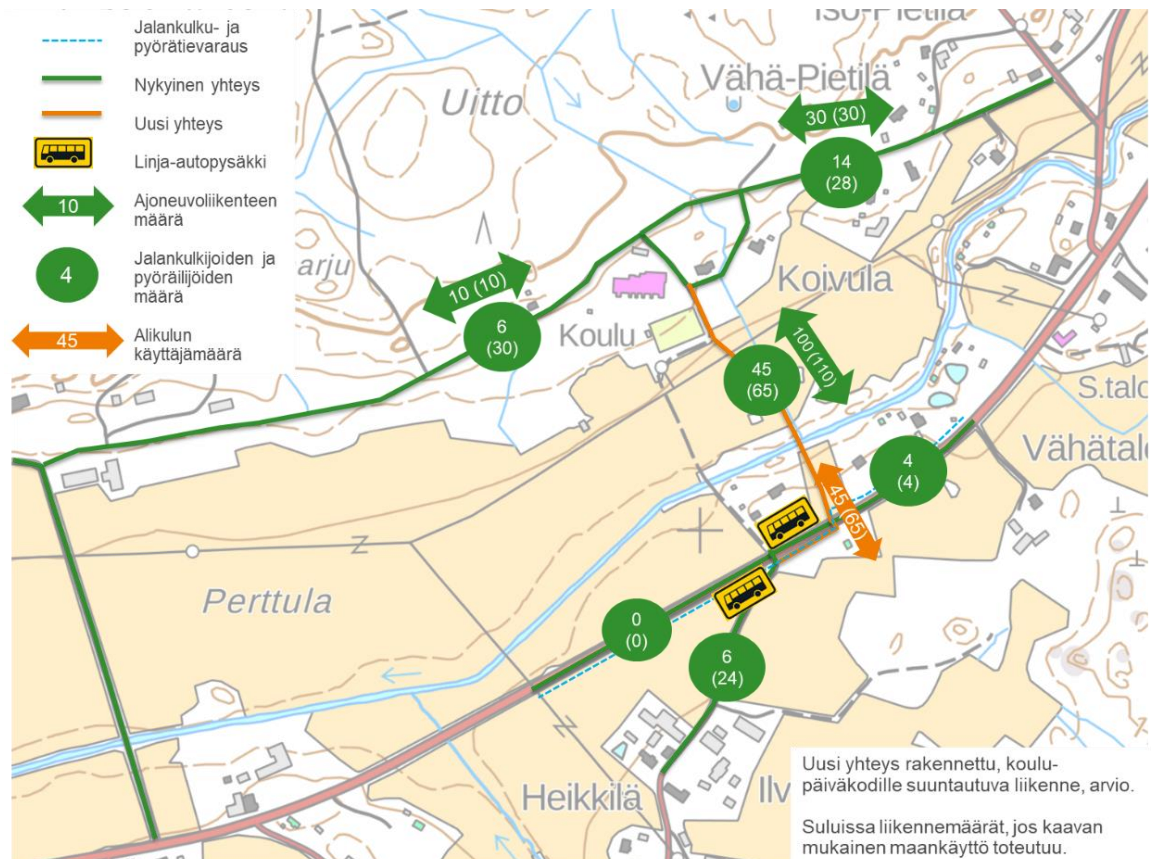 Jalankulku- ja
pyörätievaraus
Nykyinen yhteys
Uusi yhteys
Linja-autopysäkki
10
Ajoneuvoliikenteen
määrä
4
Jalankulkijoiden ja
pyöräilijöiden
määrä
45
Alikulun
käyttäjämäärä
Iso-Pietilä
Vähä-Pietilä
Uitto
30 (30)
14
(28)
arju
10 (10)
6
(30)
Koulu
Koivula
100 (110)
45
(65)
S.talo
Vähätalo
4
(4)
45 (65)
Perttula
0
(0)
6
(24)
Heikkilä
Ilv
Uusi yhteys rakennettu, koulu-
päiväkodille suuntautuva liikenne, arvio.
Suluissa liikennemäärät, jos kaavan
mukainen maankäyttö toteutuu.